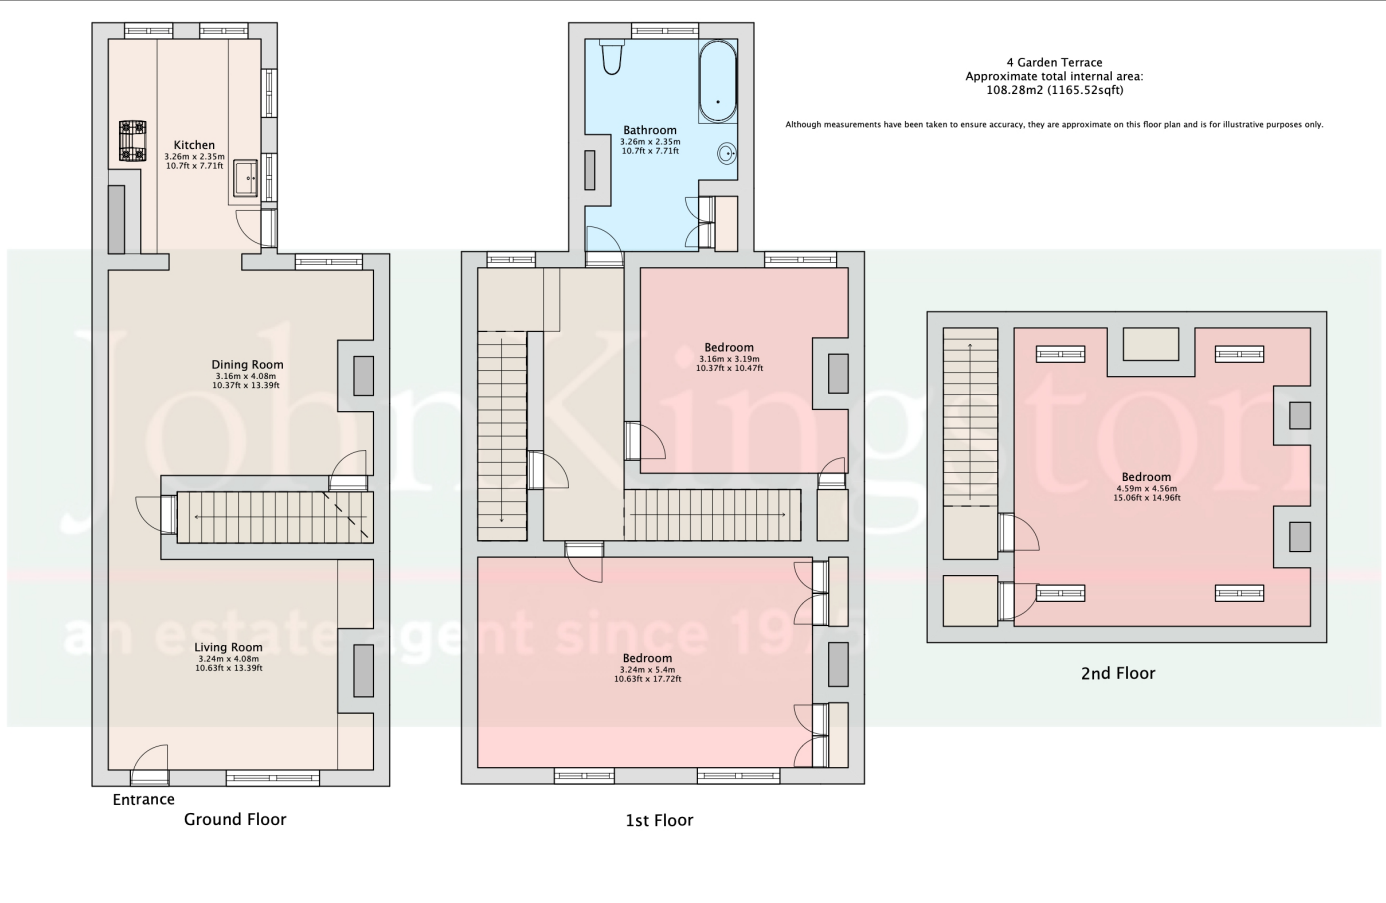 4 Garden Terrace
Approximate total internal area:
108.28m2 (1165.52sqft)
Although measurements have been taken to ensure accuracy, they are approximate on this floor plan and is for illustrative purposes only.
Kitchen
3.26m x 2.35m
10.7ft x 7.71ft
Dining Room
3.16m x 4.08m
10.37ft x 13.39ft
Living Room
3.24m x 4.08m
10.63ft x 13.39ft
Entrance
Ground Floor
Bathroom
3.26m x 2.35m
10.7ft x 7.71ft
Bedroom
3.16m x 3.19m
10.37ft x 10.47ft
Bedroom
3.24m x 5.4m
10.63ft x 17.72ft
1st Floor
Bedroom
4.59m x 4.56m
15.06ft x 14.96ft
2nd Floor
JohnKingston
an estate agent since 1975